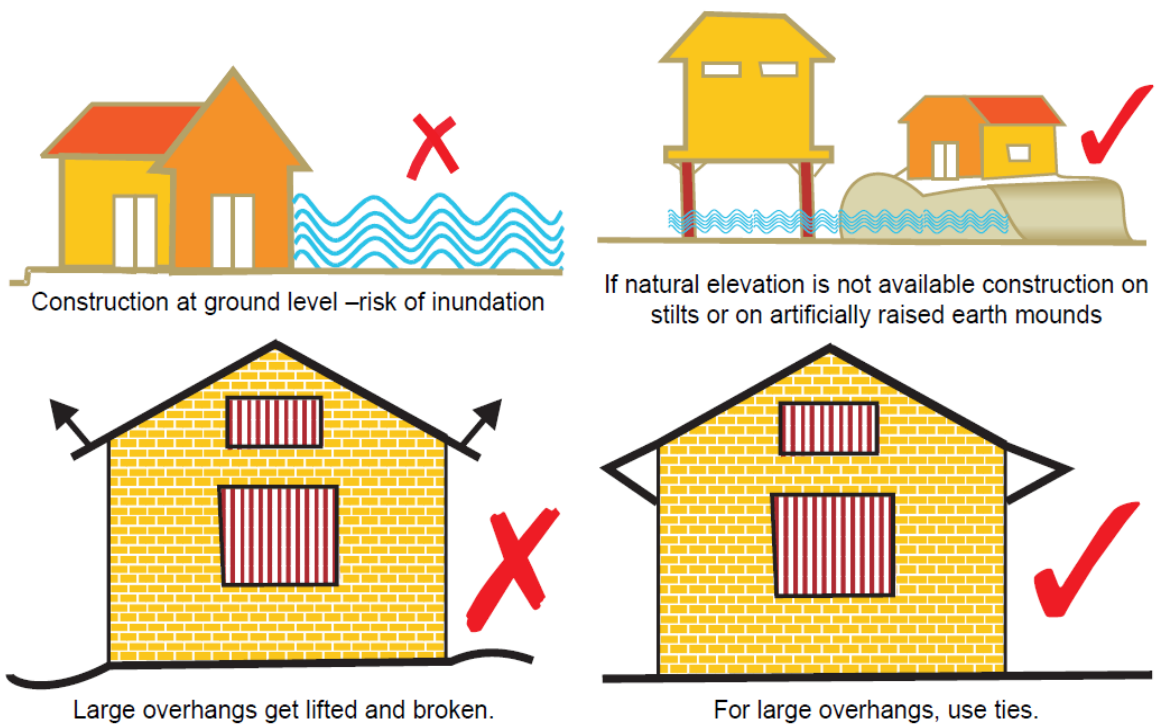 Construction at ground level –risk of inundation
If natural elevation is not available construction on
stilts or on artificially raised earth mounds
Large overhangs get lifted and broken.
For large overhangs, use ties.